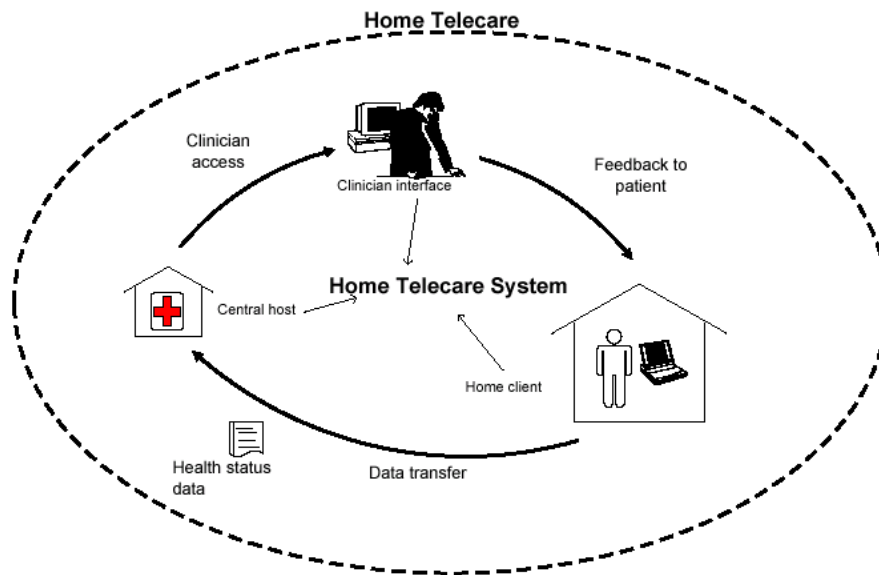 Home Telecare
Clinician
access
Clinician interface
Feedback to
patient
Home Telecare System
Central host
Home client
Health status
data
Data transfer